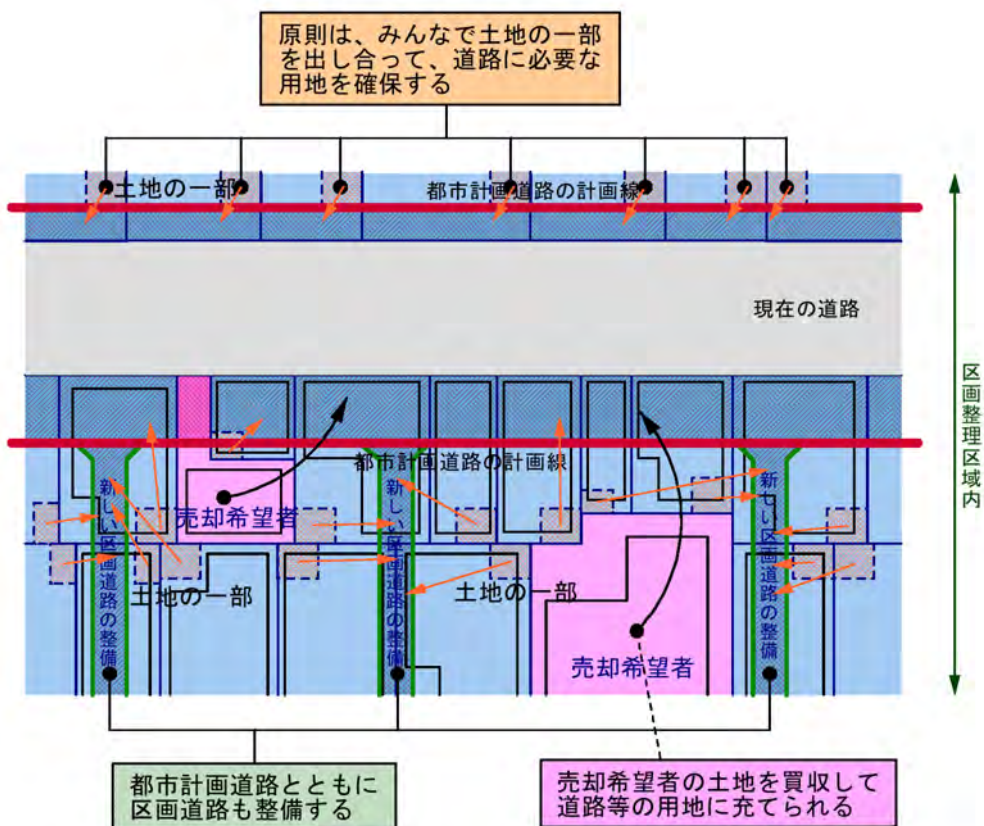 原則は、みんなで土地の一部
を出し合って、道路に必要な
用地を確保する
土地の一部
都市計画道路の計画線
現在の道路
区画整理区域内
都市計画道路の計画線
売却希望者
新しい区画道路の整備
新しい区画道路の整備
新しい区画道路の整備
土地の一部
土地の一部
売却希望者
都市計画道路とともに
区画道路も整備する
売却希望者の土地を買収して
道路等の用地に充てられる